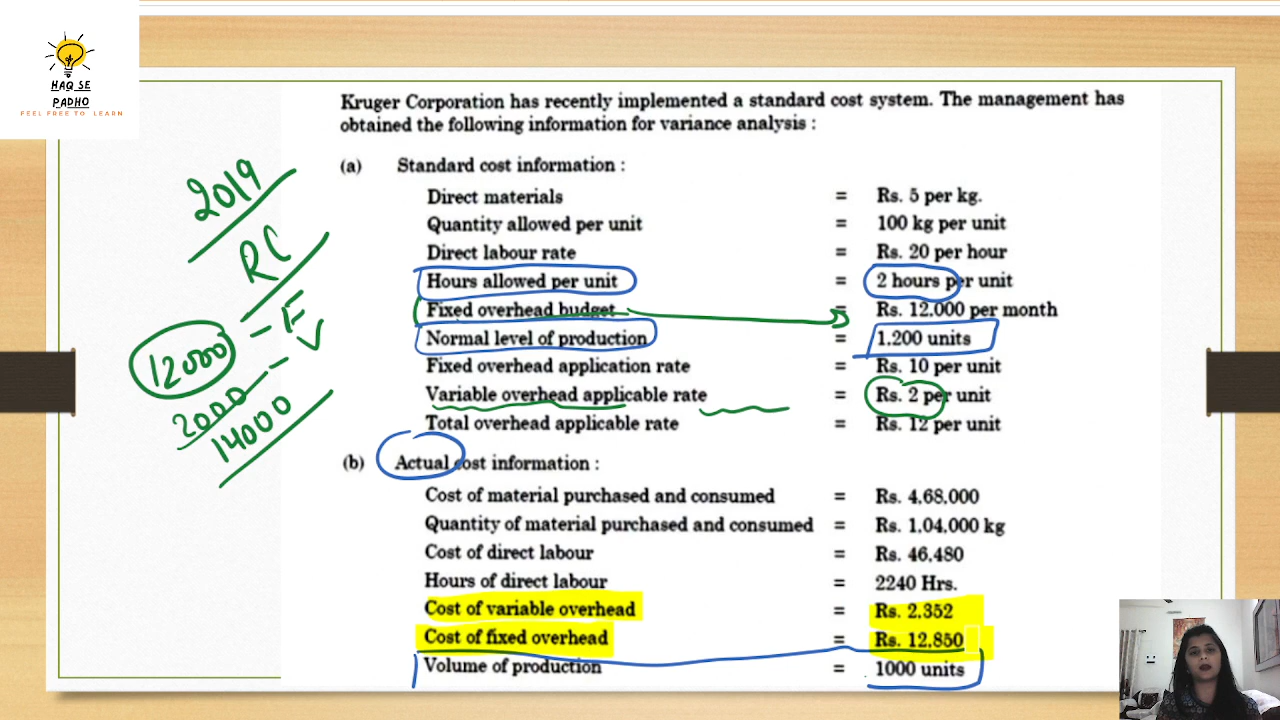 HAQ SE
PADHO
FEEL FREE TO LEARN
Kruger Corporation has recently implemented a standard cost system. The management has
obtained the following information for variance analysis :
(a) Standard cost information :
Direct materials = Rs. 5 per kg.
Quantity allowed per unit = 100 kg per unit
Direct labour rate = Rs. 20 per hour
Hours allowed per unit = 2 hours per unit
Fixed overhead budget = Rs. 12.000 per month
Normal level of production = 1.200 units
Fixed overhead application rate = Rs. 10 per unit
Variable overhead applicable rate = Rs. 2 per unit
Total overhead applicable rate = Rs. 12 per unit
(b) Actual cost information :
Cost of material purchased and consumed = Rs. 4,68.000
Quantity of material purchased and consumed = Rs. 1,04.000 kg
Cost of direct labour = Rs. 46.480
Hours of direct labour = 2240 Hrs.
Cost of variable overhead = Rs. 2.352
Cost of fixed overhead = Rs. 12.850
Volume of production = 1000 units
2019
RC
12000 - F
2000 - V
14000